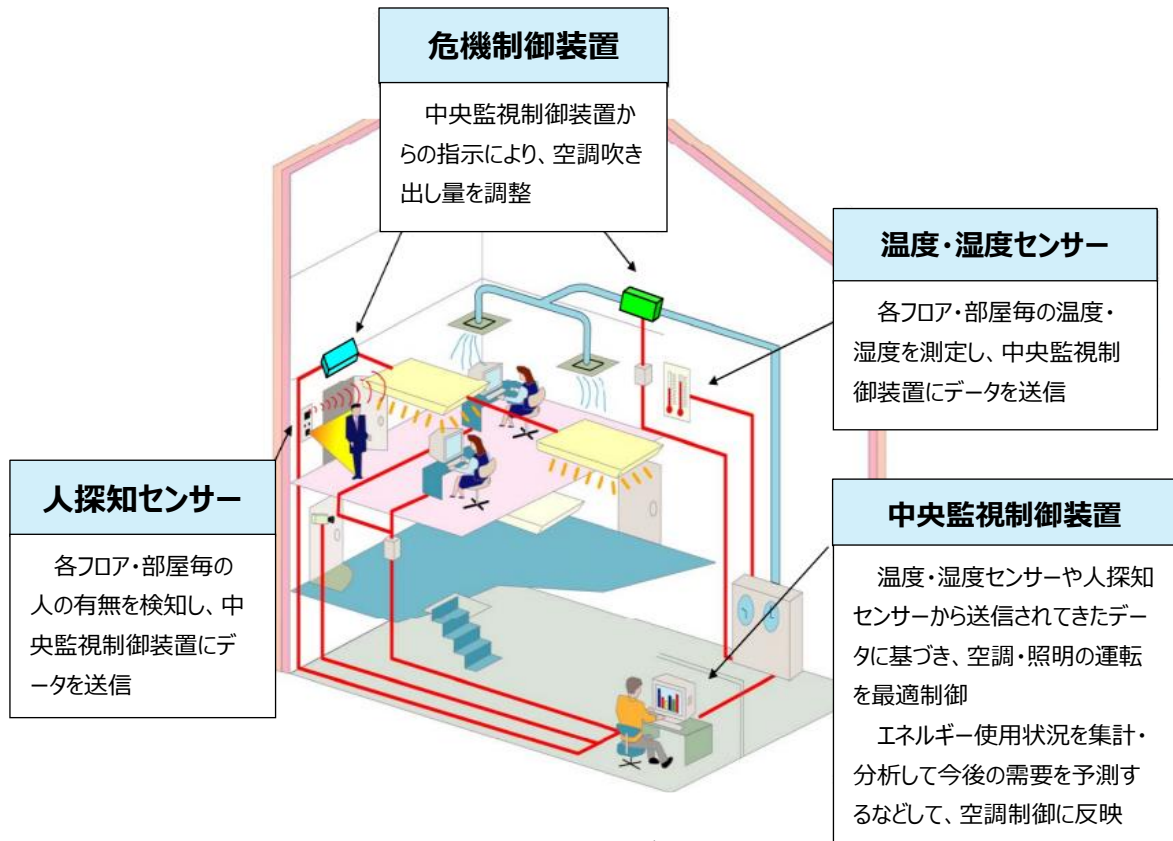 危機制御装置
中央監視制御装置か
らの指示により、空調吹き
出し量を調整
温度・湿度センサー
各フロア・部屋毎の温度・
湿度を測定し、中央監視制
御装置にデータを送信
人探知センサー
各フロア・部屋毎の
人の有無を検知し、中
央監視制御装置にデ
ータを送信
中央監視制御装置
温度・湿度センサーや人探知
センサーから送信されてきたデー
タに基づき、空調・照明の運転
を最適制御
エネルギー使用状況を集計・
分析して今後の需要を予測す
るなどして、空調制御に反映